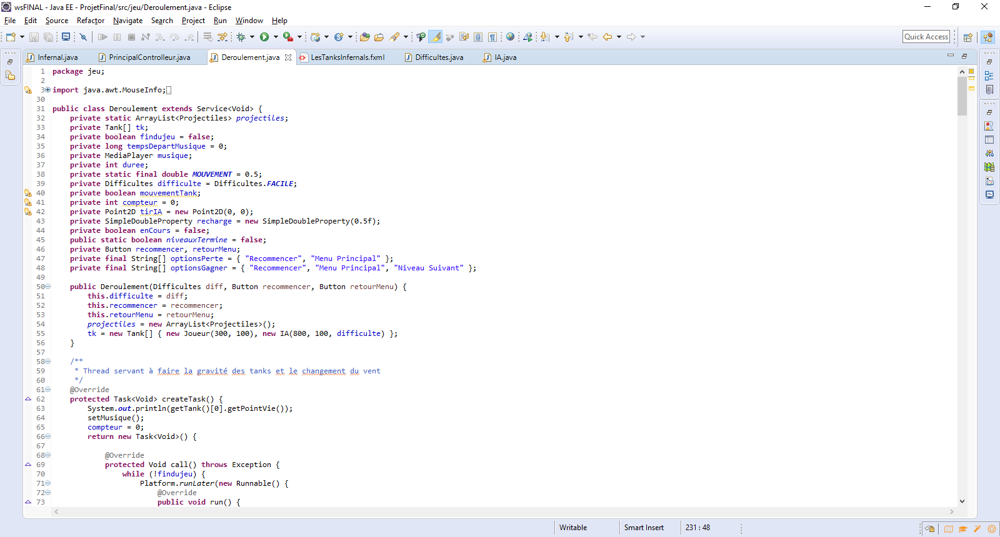 wsFINAL - Java EE - ProjetFinal/src/jeu/Deroulement.java - Eclipse
File Edit Source Refactor Navigate Search Project Run Window Help
Quick Access
Infernal.java PrincipalControlleur.java Deroulement.java LesTanksInfernals.fxml Difficultes.java IA.java
1 package jeu;
2
3 import java.awt.MouseInfo;
30
31 public class Deroulement extends Service<Void> {
32 private static ArrayList<Projectiles> projectiles;
33 private Tank[] tk;
34 private boolean findujeu = false;
35 private long tempsDepartMusique = 0;
36 private MediaPlayer musique;
37 private int duree;
38 private static final double MOUVEMENT = 0.5;
39 private Difficultes difficulte = Difficultes.FACILE;
40 private boolean mouvementTank;
41 private int compteur = 0;
42 private Point2D tirIA = new Point2D(0, 0);
43 private SimpleDoubleProperty recharge = new SimpleDoubleProperty(0.5f);
44 private boolean enCours = false;
45 public static boolean niveauxTermine = false;
46 private Button recommencer, retourMenu;
47 private final String[] optionsPerte = { "Recommencer", "Menu Principal" };
48 private final String[] optionsGagner = { "Recommencer", "Menu Principal", "Niveau Suivant" };
49
50 public Deroulement(Difficultes diff, Button recommencer, Button retourMenu) {
51 this.difficulte = diff;
52 this.recommencer = recommencer;
53 this.retourMenu = retourMenu;
54 projectiles = new ArrayList<Projectiles>();
55 tk = new Tank[] { new Joueur(300, 100), new IA(800, 100, difficulte) };
56 }
57
58 /**
59 * Thread servant à faire la gravité des tanks et le changement du vent
60 */
61 @Override
62 protected Task<Void> createTask() {
63 System.out.println(getTank()[0].getPointVie());
64 setMusique();
65 compteur = 0;
66 return new Task<Void>() {
67
68 @Override
69 protected Void call() throws Exception {
70 while (!findujeu) {
71 Platform.runLater(new Runnable() {
72 @Override
73 public void run() {
Writable Smart Insert 231 : 48